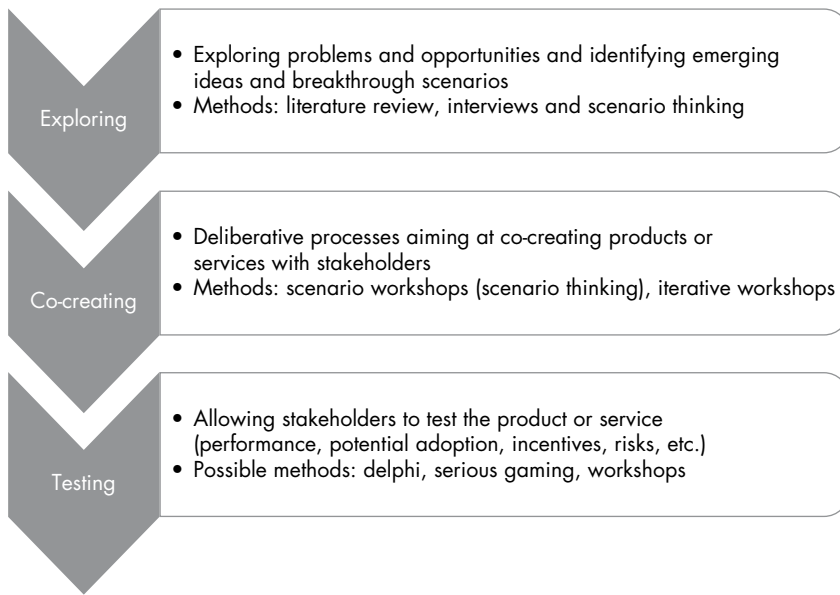 Exploring
• Exploring problems and opportunities and identifying emerging
ideas and breakthrough scenarios
• Methods: literature review, interviews and scenario thinking
Co-creating
• Deliberative processes aiming at co-creating products or
services with stakeholders
• Methods: scenario workshops (scenario thinking), iterative workshops
Testing
• Allowing stakeholders to test the product or service
(performance, potential adoption, incentives, risks, etc.)
• Possible methods: delphi, serious gaming, workshops